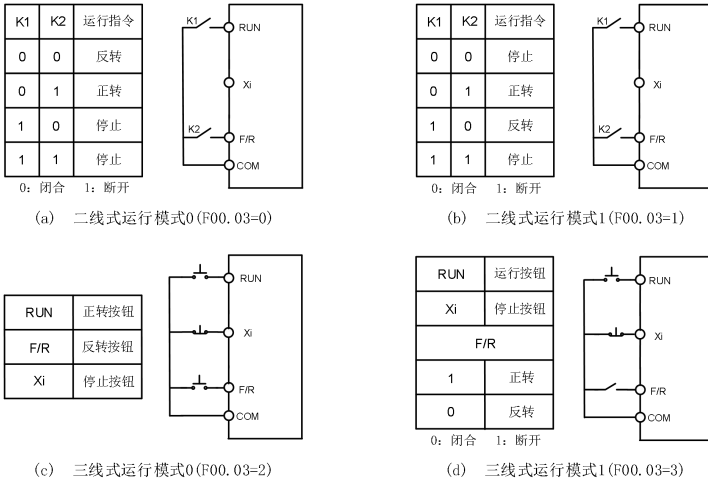 K1 K2 运行指令
0 0 反转
0 1 正转
1 0 停止
1 1 停止
0: 闭合 1: 断开
K1
RUN
Xi
K2
F/R
COM
(a) 二线式运行模式0(F00.03=0)
K1 K2 运行指令
0 0 停止
0 1 正转
1 0 反转
1 1 停止
0: 闭合 1: 断开
K1
RUN
Xi
K2
F/R
COM
(b) 二线式运行模式1(F00.03=1)
RUN 正转按钮
F/R 反转按钮
Xi 停止按钮
RUN
Xi
F/R
COM
(c) 三线式运行模式0(F00.03=2)
RUN 运行按钮
Xi 停止按钮
F/R
1 正转
0 反转
0: 闭合 1: 断开
RUN
Xi
F/R
COM
(d) 三线式运行模式1(F00.03=3)